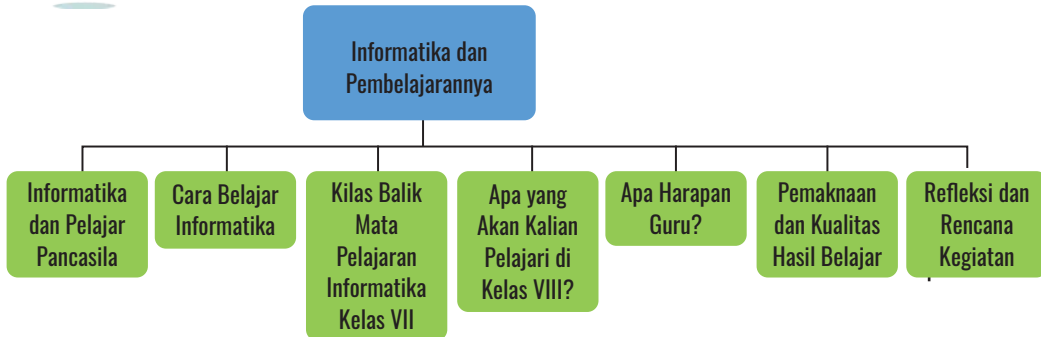 Informatika dan
Pembelajarannya
Informatika
dan Pelajar
Pancasila
Cara Belajar
Informatika
Kilas Balik
Mata
Pelajaran
Informatika
Kelas VII
Apa yang
Akan Kalian
Pelajari di
Kelas VIII?
Apa Harapan
Guru?
Pemaknaan
dan Kualitas
Hasil Belajar
Refleksi dan
Rencana
Kegiatan